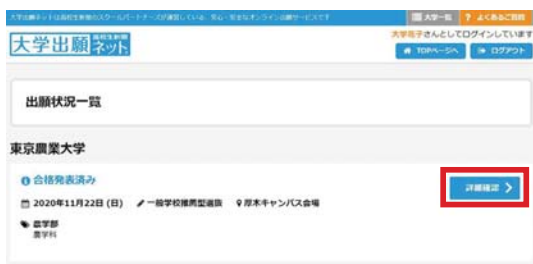 大学出願ネットは高校生新聞のスクールパートナーズが運営している、安心・安全なオンライン出願サービスです
大学一覧 ? よくあるご質問
大学出願ネット 高校生新聞
大学花子さんとしてログインしています
TOPページへ ログアウト
出願状況一覧
東京農業大学
合格発表済み
詳細確認
2020年11月22日 (日) 一般学校推薦型選抜 厚木キャンパス会場
農学部
農学科